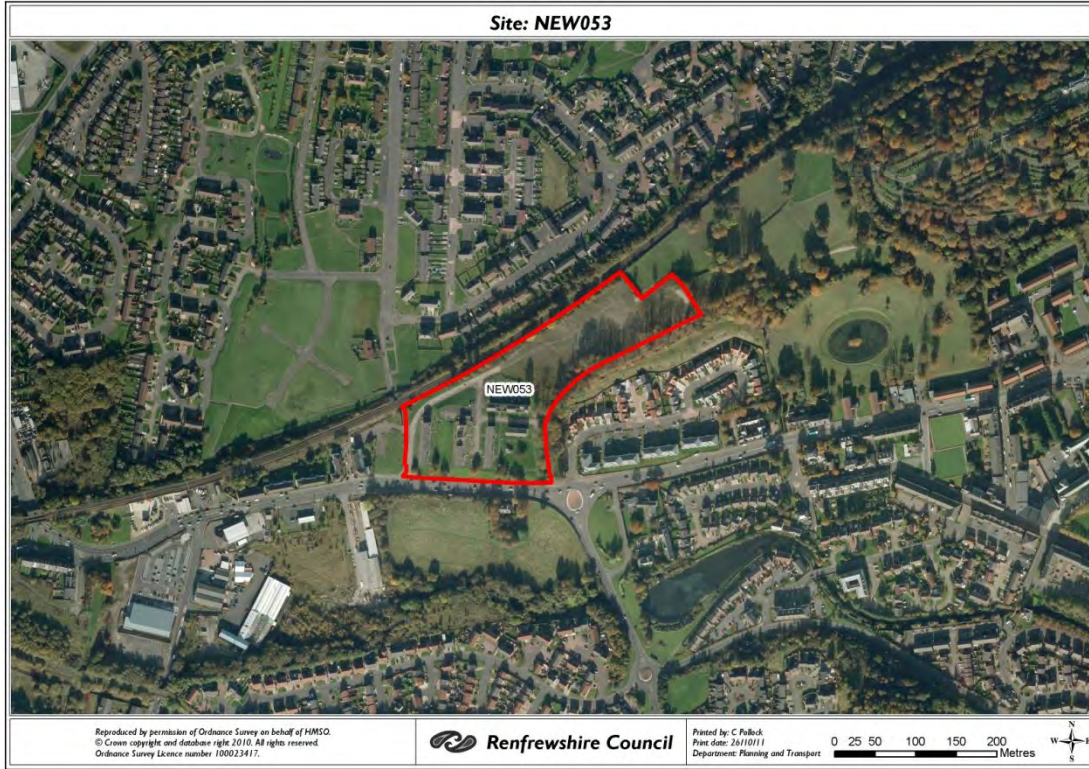 Site: NEW053
NEW053
Reproduced by permission of Ordnance Survey on behalf of HMSO.
© Crown copyright and database right 2010. All rights reserved.
Ordnance Survey Licence number 100023417.
Renfrewshire Council
Printed by: C Pollock
Print date: 26/10/11
Department: Planning and Transport
0 25 50 100 150 200
Metres
N
W E
S